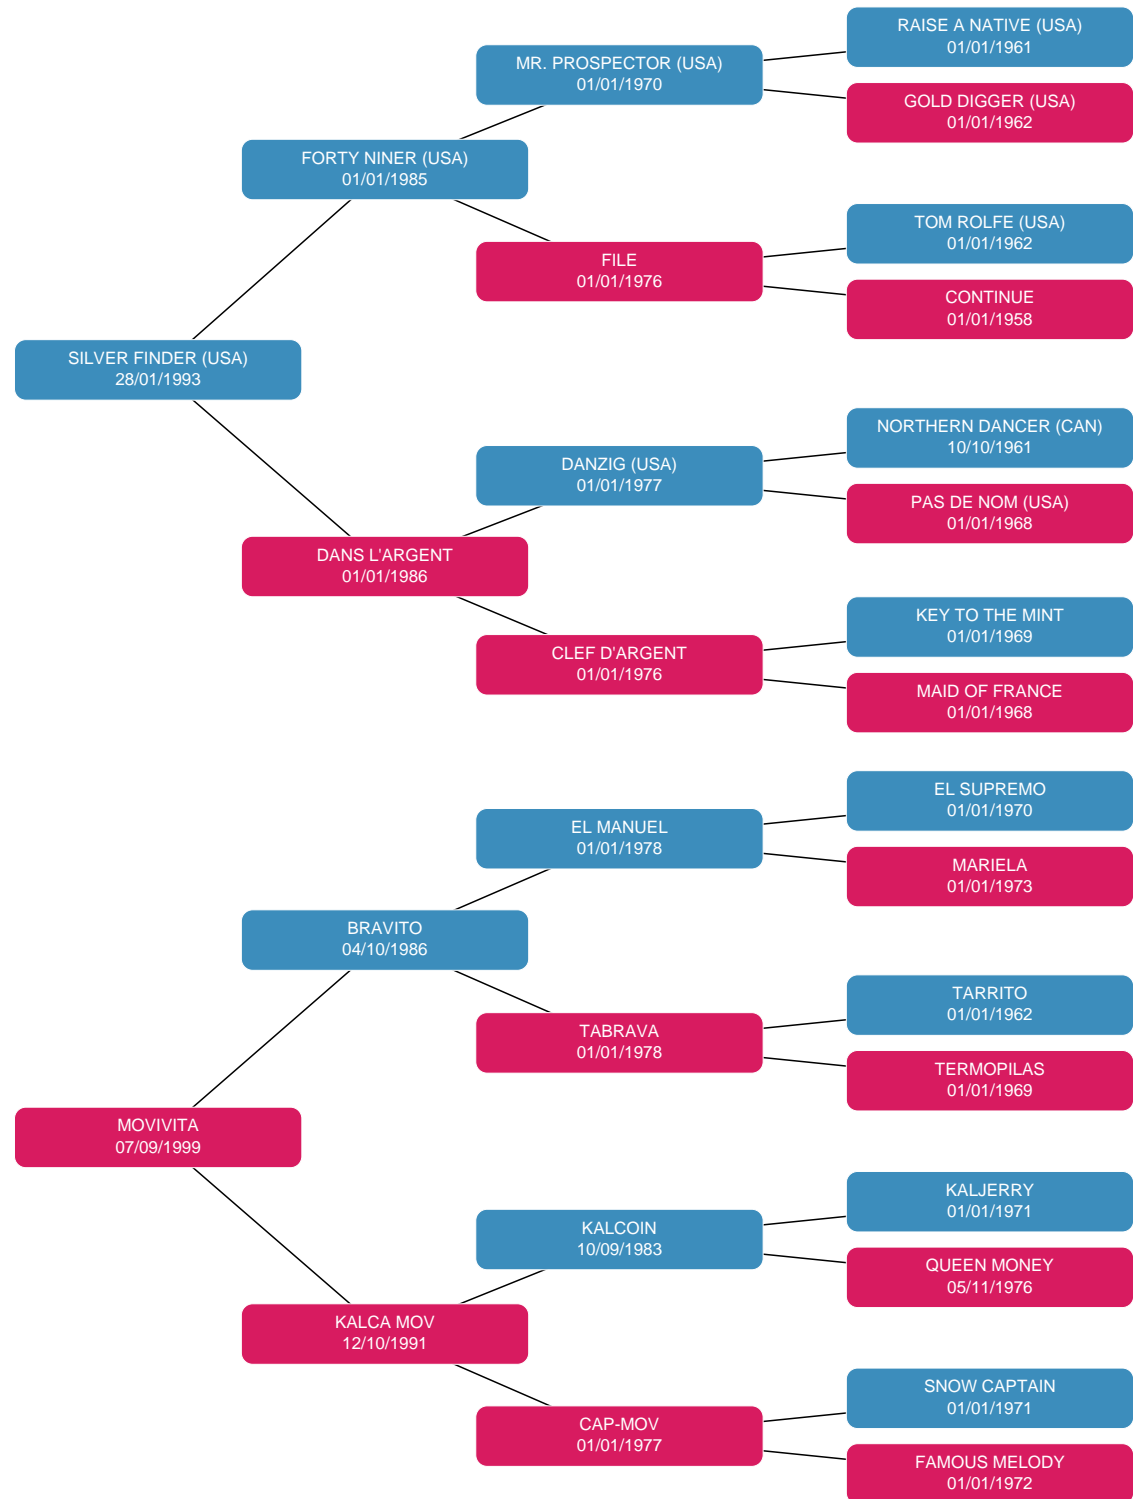 RAISE A NATIVE (USA)
01/01/1961
MR. PROSPECTOR (USA)
01/01/1970
GOLD DIGGER (USA)
01/01/1962
FORTY NINER (USA)
01/01/1985
TOM ROLFE (USA)
01/01/1962
FILE
01/01/1976
CONTINUE
01/01/1958
SILVER FINDER (USA)
28/01/1993
NORTHERN DANCER (CAN)
10/10/1961
DANZIG (USA)
01/01/1977
PAS DE NOM (USA)
01/01/1968
DANS L'ARGENT
01/01/1986
KEY TO THE MINT
01/01/1969
CLEF D'ARGENT
01/01/1976
MAID OF FRANCE
01/01/1968
EL SUPREMO
01/01/1970
EL MANUEL
01/01/1978
MARIELA
01/01/1973
BRAVITO
04/10/1986
TARRITO
01/01/1962
TABRAVA
01/01/1978
TERMOPILAS
01/01/1969
MOVIVITA
07/09/1999
KALJERRY
01/01/1971
KALCOIN
10/09/1983
QUEEN MONEY
05/11/1976
KALCA MOV
12/10/1991
SNOW CAPTAIN
01/01/1971
CAP-MOV
01/01/1977
FAMOUS MELODY
01/01/1972